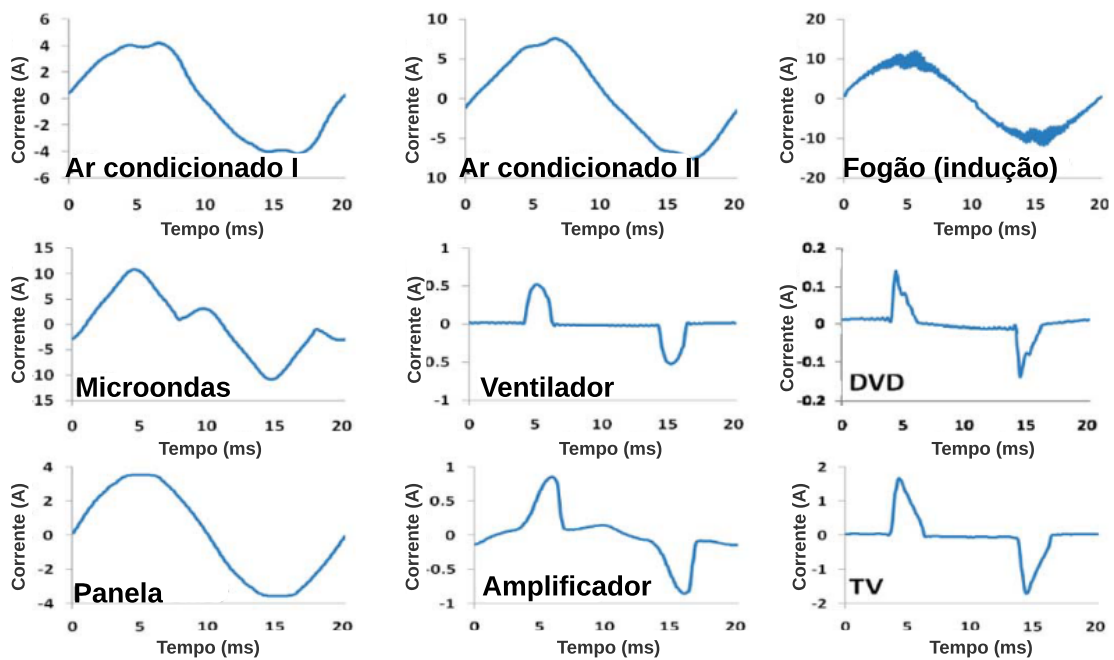 6
4
2
0
-2
-4
-6
Corrente (A)
Ar condicionado I
0 5 10 15 20
Tempo (ms)
10
5
0
-5
10
Corrente (A)
Ar condicionado II
0 5 10 15 20
Tempo (ms)
20
10
0
-10
-20
Corrente (A)
Fogão (indução)
0 5 10 15 20
Tempo (ms)
15
10
5
0
-5
10
15
Corrente (A)
Microondas
0 5 10 15 20
Tempo (ms)
1
0.5
0
0.5
-1
Corrente (A)
Ventilador
0 5 10 15 20
Tempo (ms)
0.2
0.1
0
-0.1
-0.2
Corrente (A)
DVD
0 5 10 15 20
Tempo (ms)
4
2
0
-2
-4
Corrente (A)
Panela
0 5 10 15 20
Tempo (ms)
1
0.5
0
-0.5
-1
Corrente (A)
Amplificador
0 5 10 15 20
Tempo (ms)
2
1
0
-1
-2
Corrente (A)
TV
0 5 10 15 20
Tempo (ms)